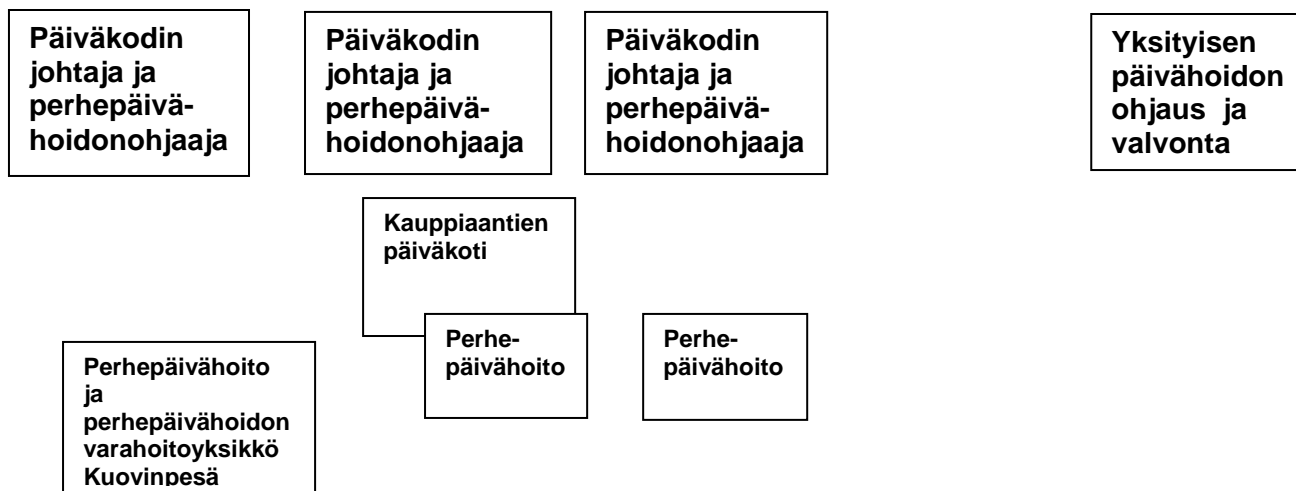 Päiväkodin
johtaja ja
perhepäivä-
hoidonohjaaja
Päiväkodin
johtaja ja
perhepäivä-
hoidonohjaaja
Päiväkodin
johtaja ja
perhepäivä-
hoidonohjaaja
Yksityisen
päivähoidon
ohjaus ja
valvonta
Kauppiaantien
päiväkoti
Perhe-
päivähoito
Perhe-
päivähoito
Perhepäivähoito
ja
perhepäivähoidon
varahoitoyksikkö
Kuovinpesä